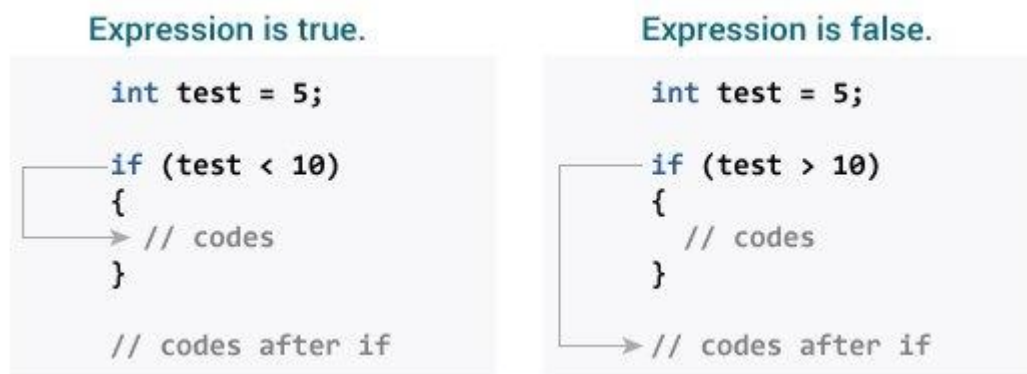 Expression is true.
int test = 5;
if (test < 10)
{
// codes
}
// codes after if
Expression is false.
int test = 5;
if (test > 10)
{
// codes
}
// codes after if